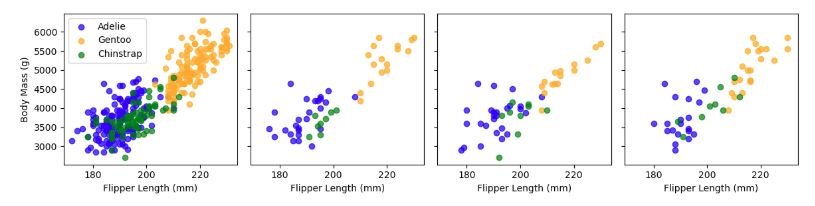 Adelie
Gentoo
Chinstrap
Body Mass (g)
6000
5500
5000
4500
4000
3500
3000
180 200 220
180 200 220
180 200 220
180 200 220
Flipper Length (mm)
Flipper Length (mm)
Flipper Length (mm)
Flipper Length (mm)